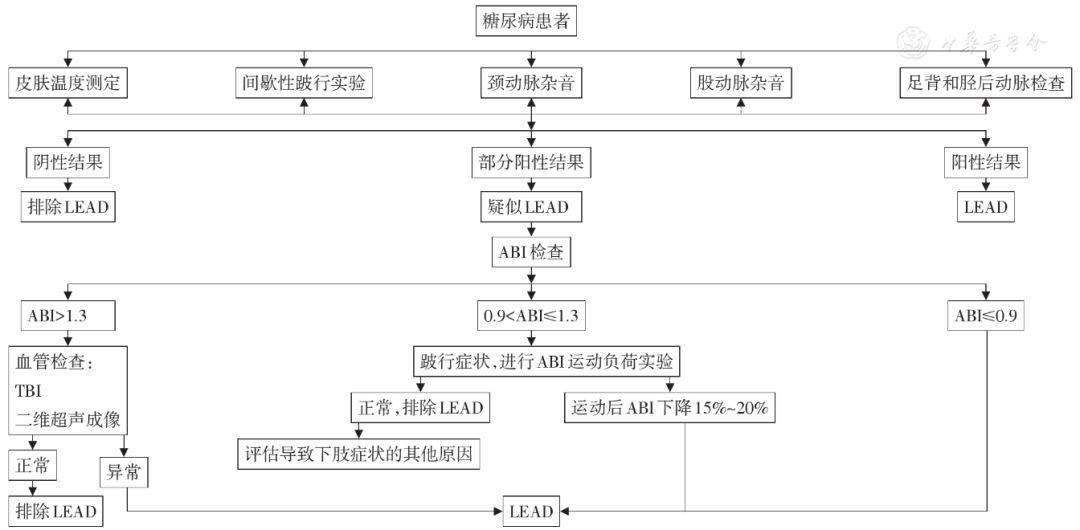 糖尿病患者
中华医学会
皮肤温度测定
间歇性跛行实验
颈动脉杂音
股动脉杂音
足背和胫后动脉检查
阴性结果
部分阳性结果
阳性结果
排除LEAD
疑似LEAD
LEAD
ABI检查
ABI>1.3
0.9<ABI≤1.3
ABI≤0.9
血管检查：
TBI
二维超声成像
跛行症状，进行ABI运动负荷实验
正常，排除LEAD
运动后ABI下降15%~20%
评估导致下肢症状的其他原因
正常
异常
排除LEAD
LEAD